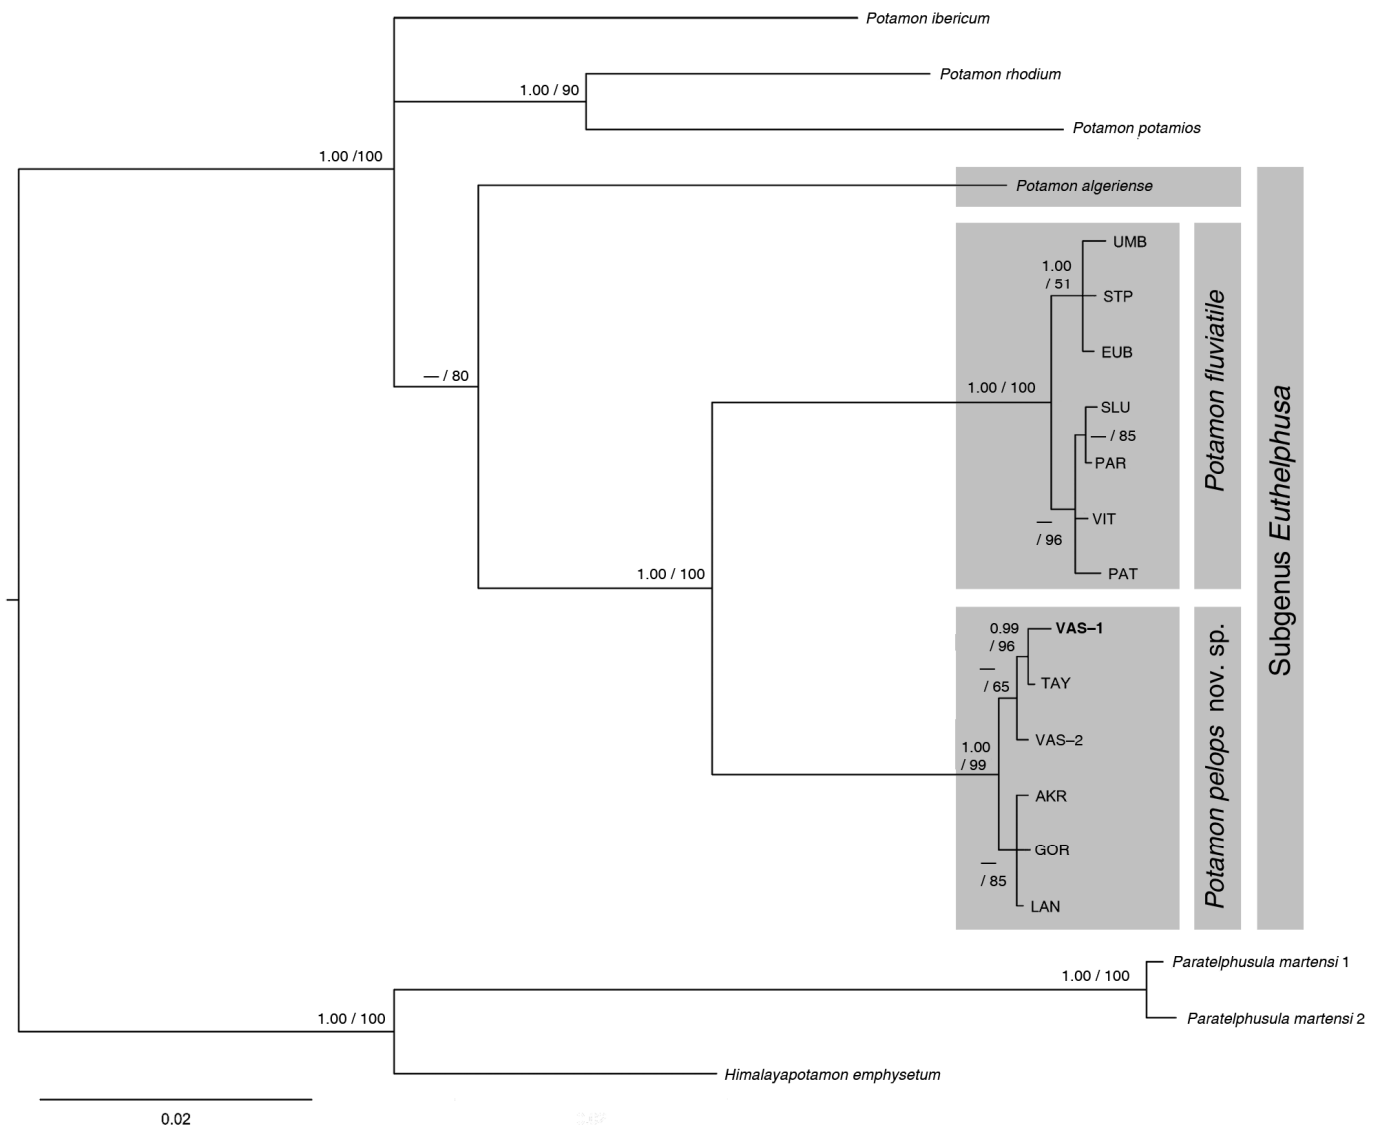 Potamon ibericum
Potamon rhodium
1.00 / 90
Potamon potamios
1.00 /100
Potamon algeriense
UMB
1.00
/ 51
STP
EUB
— / 80
1.00 / 100
SLU
— / 85
PAR
VIT
—
/ 96
PAT
Potamon fluviatile
Subgenus Euthelphusa
1.00 / 100
0.99
/ 96
VAS–1
—
/ 65
TAY
VAS–2
1.00
/ 99
AKR
GOR
—
/ 85
LAN
Potamon pelops nov. sp.
Paratelphusula martensi 1
1.00 / 100
Paratelphusula martensi 2
1.00 / 100
Himalayapotamon emphysetum
0.02